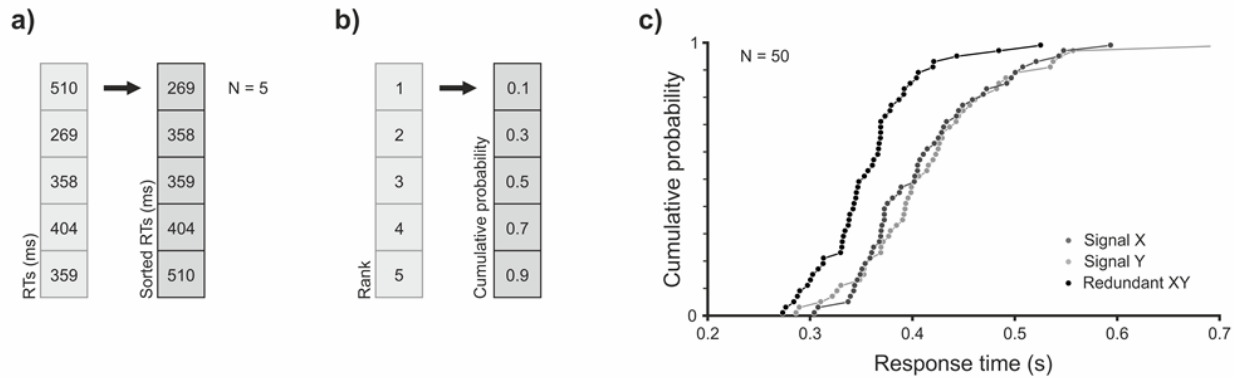 a)
510
269
358
404
359
RTs (ms)
269
358
359
404
510
Sorted RTs (ms)
N = 5
b)
1
2
3
4
5
Rank
0.1
0.3
0.5
0.7
0.9
Cumulative probability
c)
N = 50
1
0
Cumulative probability
Signal X
Signal Y
Redundant XY
0.2
0.3
0.4
0.5
0.6
0.7
Response time (s)